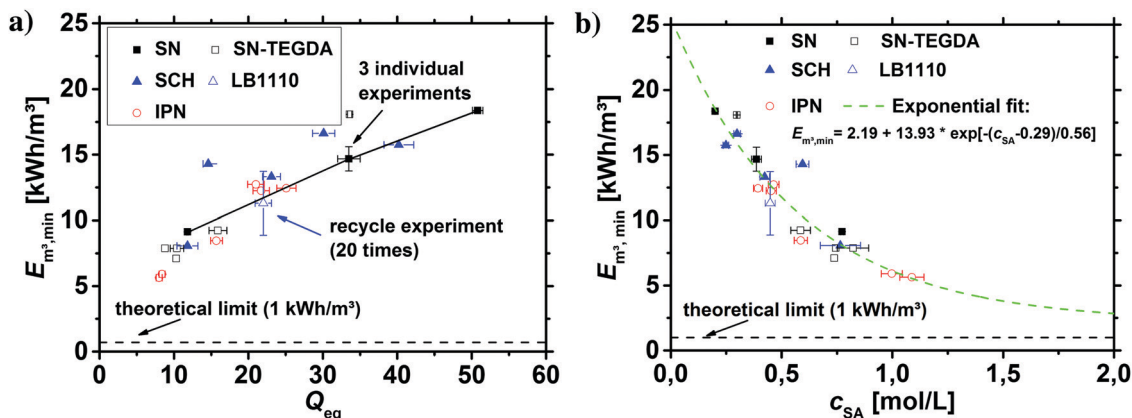 a)
E_m³,min [kWh/m³]
25
20
15
10
5
0
SN
SN-TEGDA
SCH
LB1110
IPN
3 individual
experiments
recycle experiment
(20 times)
theoretical limit (1 kWh/m³)
0 10 20 30 40 50 60
Q_eq
b)
E_m³, min [kWh/m³]
25
20
15
10
5
0
SN
SN-TEGDA
SCH
LB1110
IPN
Exponential fit:
E_m³,min = 2.19 + 13.93 * exp[-(c_SA-0.29)/0.56]
theoretical limit (1 kWh/m³)
0,0 0,5 1,0 1,5 2,0
c_SA [mol/L]